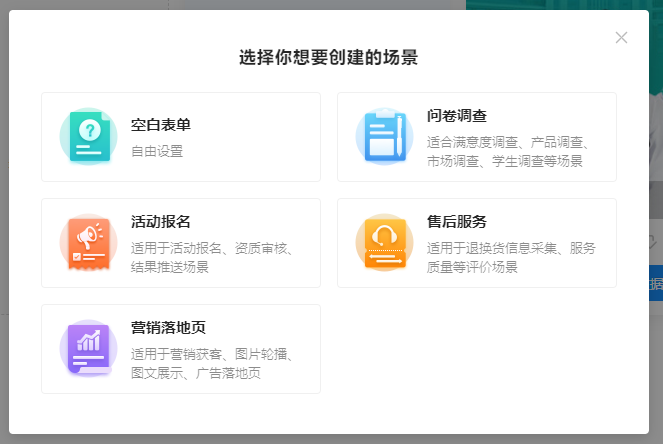 选择你想要创建的场景
空白表单
自由设置
问卷调查
适合满意度调查、产品调查、
市场调查、学生调查等场景
活动报名
适用于活动报名、资质审核、
结果推送场景
售后服务
适用于退换货信息采集、服务
质量等评价场景
营销落地页
适用于营销获客、图片轮播、
图文展示、广告落地页
据